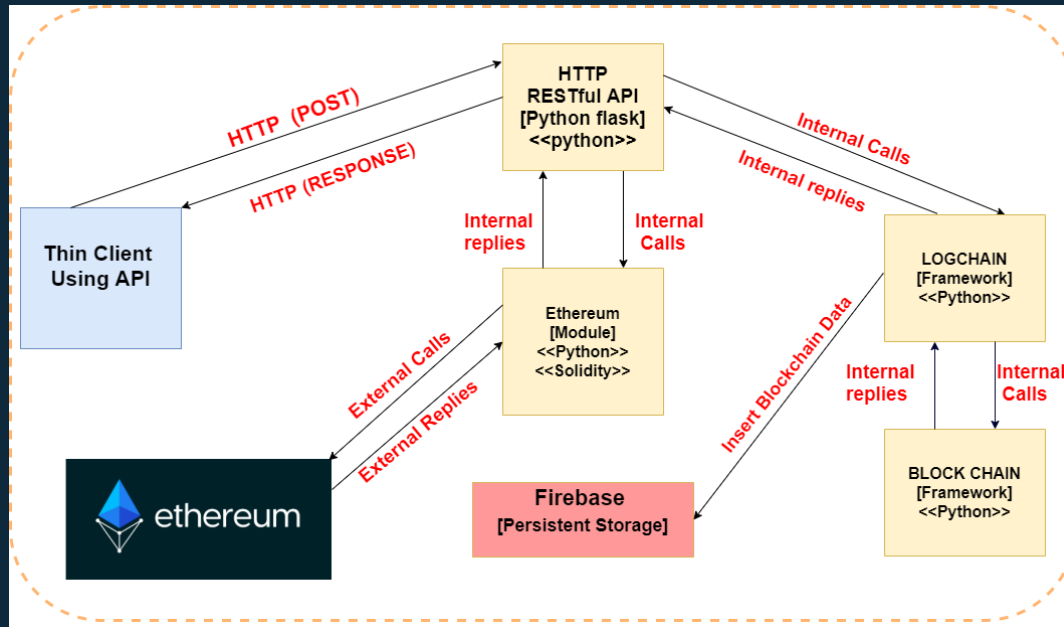 HTTP
RESTful API
[Python flask]
<<python>>
HTTP  (POST)
HTTP (RESPONSE)
Internal Calls
Internal replies
Thin Client
Using API
Internal
replies
Internal
Calls
LOGCHAIN
[Framework]
<<Python>>
Ethereum
[Module]
<<Python>>
<<Solidity>>
External Calls
External Replies
Insert Blockchain Data
Internal
replies
Internal
Calls
ethereum
Firebase
[Persistent Storage]
BLOCK CHAIN
[Framework]
<<Python>>